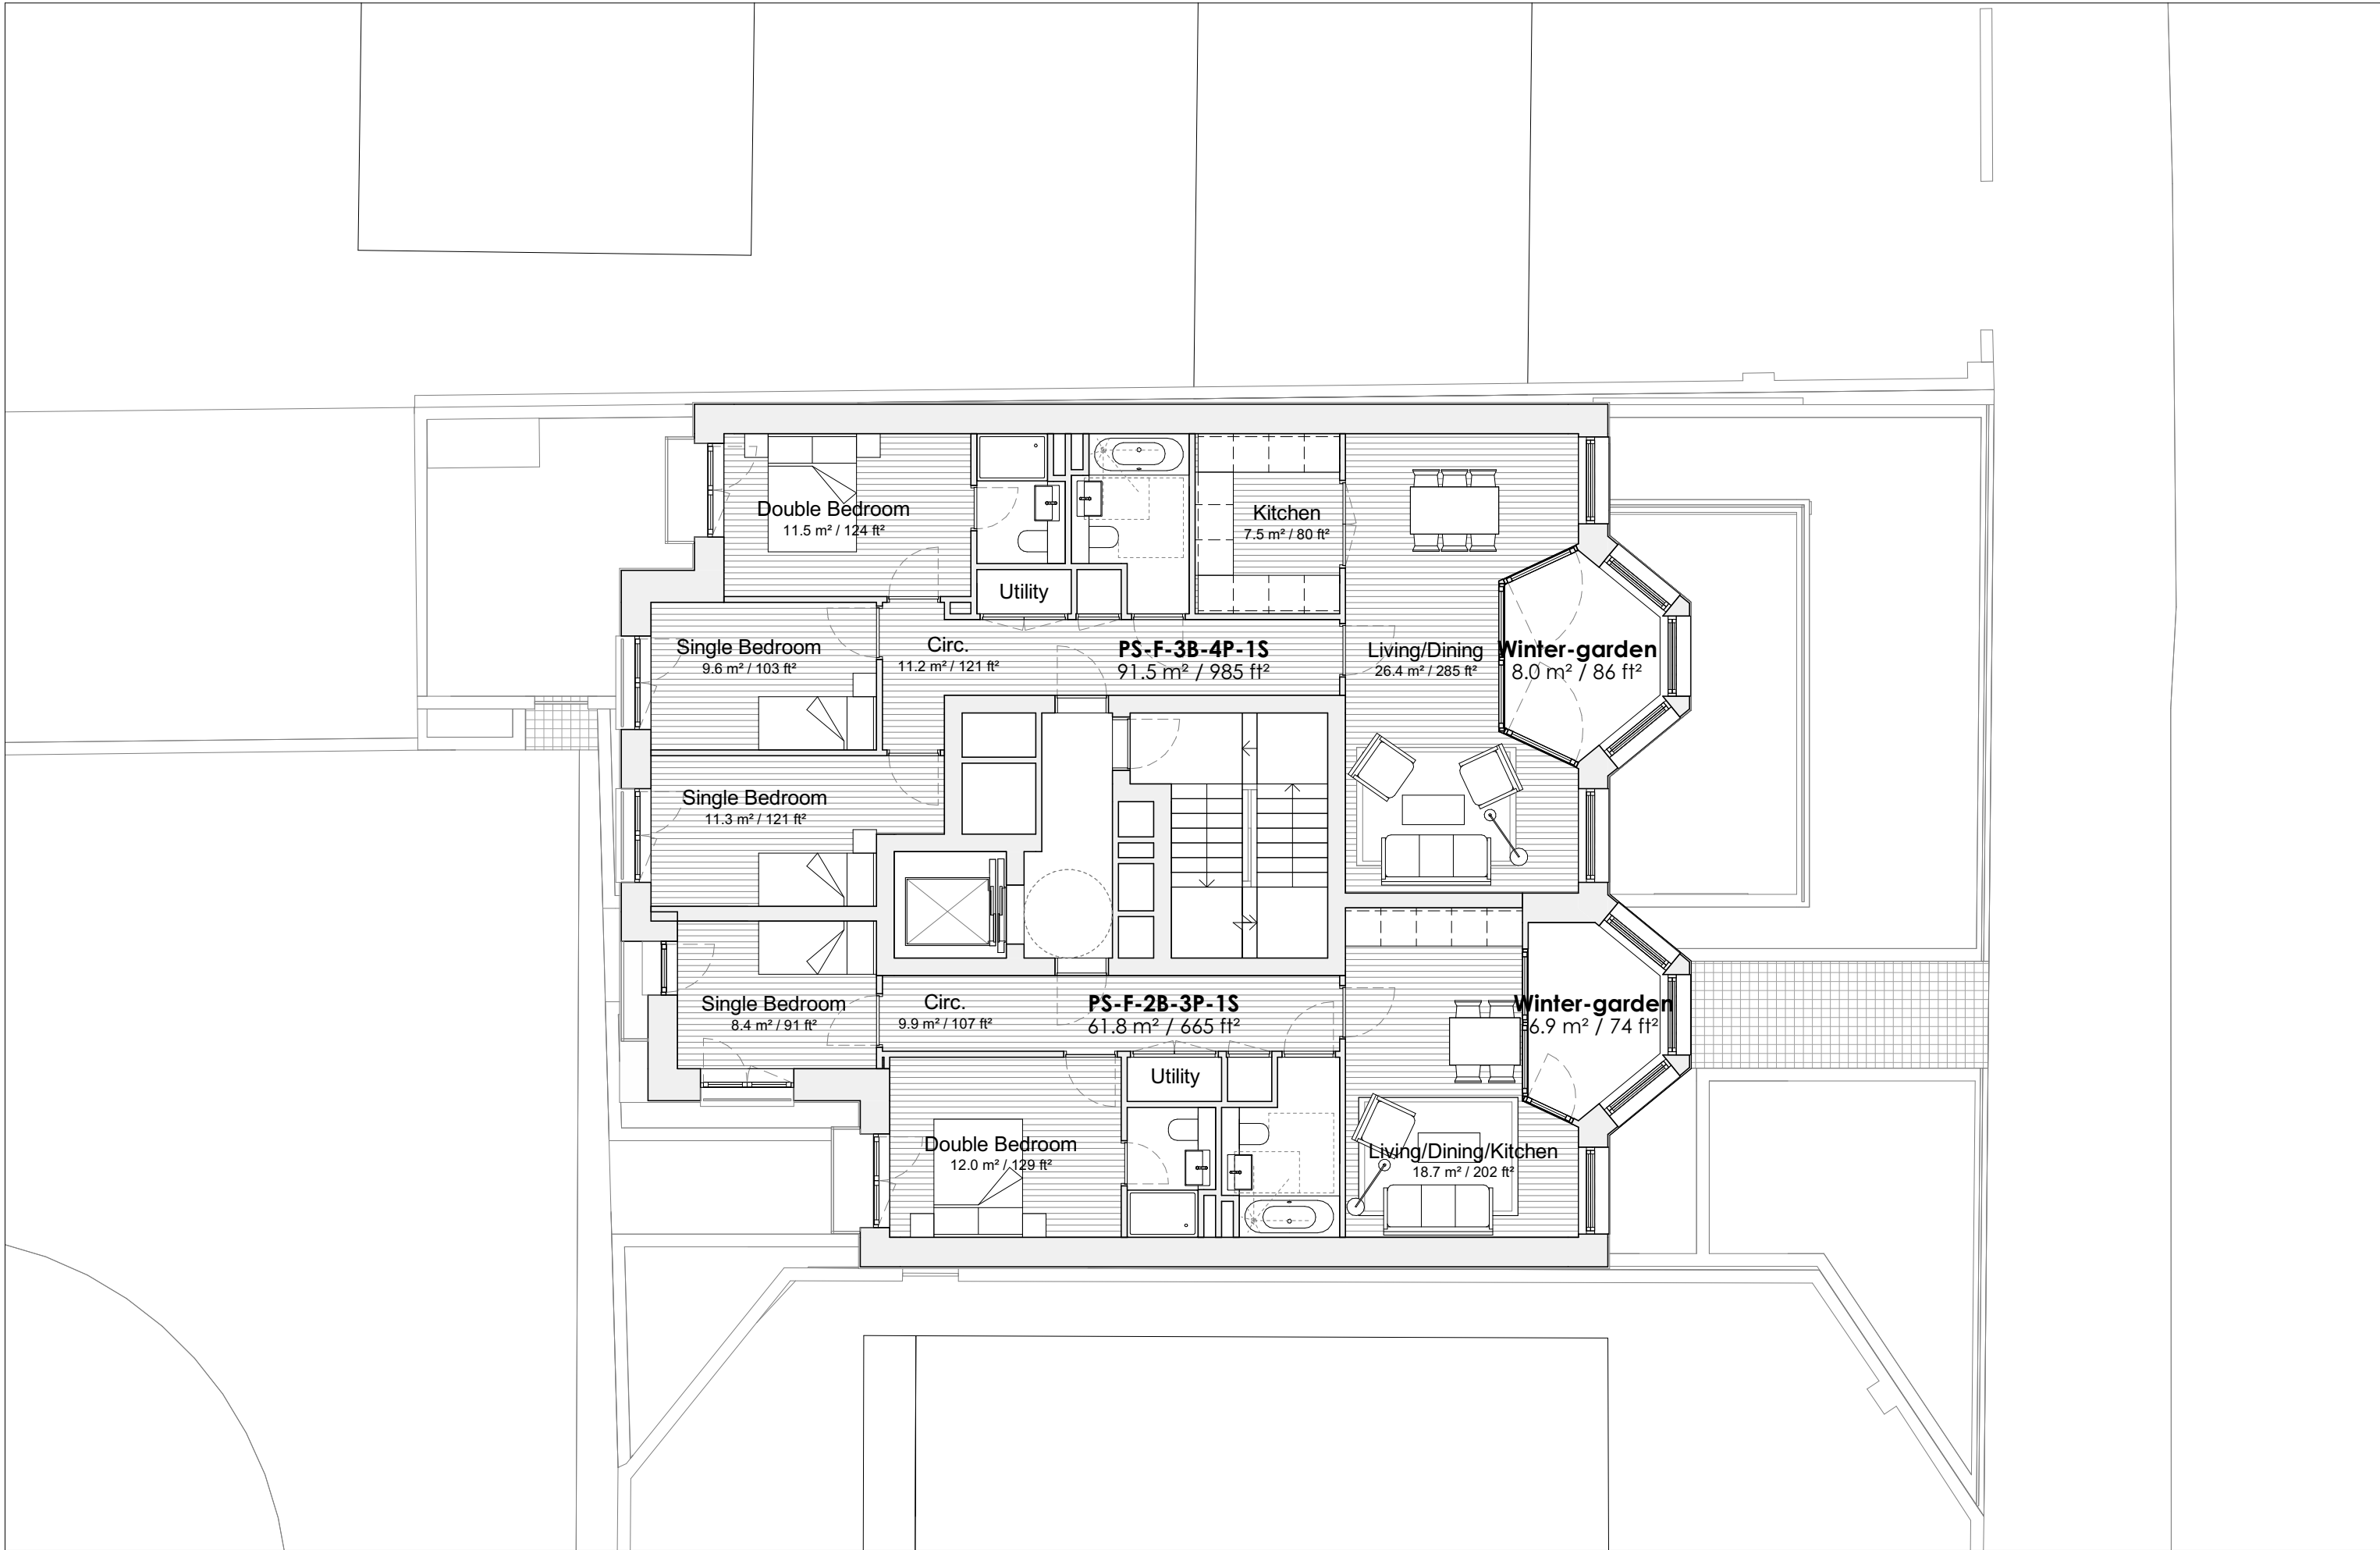 Double Bedroom
11.5 m² / 124 ft²
Kitchen
7.5 m² / 80 ft²
Utility
Single Bedroom
9.6 m² / 103 ft²
Circ.
11.2 m² / 121 ft²
PS-F-3B-4P-1S
91.5 m² / 985 ft²
Living/Dining
26.4 m² / 285 ft²
Winter-garden
8.0 m² / 86 ft²
Single Bedroom
11.3 m² / 121 ft²
Single Bedroom
8.4 m² / 91 ft²
Circ.
9.9 m² / 107 ft²
PS-F-2B-3P-1S
61.8 m² / 665 ft²
Winter-garden
6.9 m² / 74 ft²
Utility
Double Bedroom
12.0 m² / 129 ft²
Living/Dining/Kitchen
18.7 m² / 202 ft²